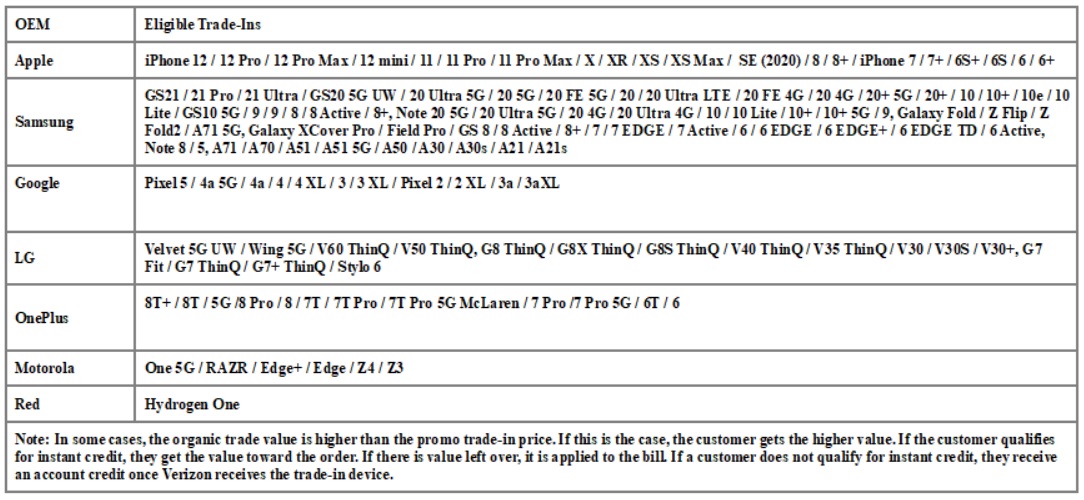 OEM
Eligible Trade-Ins
Apple
iPhone 12 / 12 Pro / 12 Pro Max / 12 mini / 11 / 11 Pro / 11 Pro Max / X / XR / XS / XS Max / SE (2020) / 8 / 8+ / iPhone 7 / 7+ / 6S+ / 6S / 6 / 6+
Samsung
GS21 / 21 Pro / 21 Ultra / GS20 5G UW / 20 Ultra 5G / 20 5G / 20 FE 5G / 20 / 20 Ultra LTE / 20 FE 4G / 20 4G / 20+ 5G / 20+ / 10 / 10+ / 10e / 10
Lite / GS10 5G / 9 / 9 / 8 / 8 Active / 8+, Note 20 5G / 20 Ultra 5G / 20 4G / 20 Ultra 4G / 10 / 10 Lite / 10+ / 10+ 5G / 9, Galaxy Fold / Z Flip / Z
Fold2 / A71 5G, Galaxy XCover Pro / Field Pro / GS 8 / 8 Active / 8+ / 7 / 7 EDGE / 7 Active / 6 / 6 EDGE / 6 EDGE+ / 6 EDGE TD / 6 Active,
Note 8 / 5, A71 / A70 / A51 / A51 5G / A50 / A30 / A30s / A21 / A21s
Google
Pixel 5 / 4a 5G / 4a / 4 / 4 XL / 3 / 3 XL / Pixel 2 / 2 XL / 3a / 3aXL
LG
Velvet 5G UW / Wing 5G / V60 ThinQ / V50 ThinQ, G8 ThinQ / G8X ThinQ / G8S ThinQ / V40 ThinQ / V35 ThinQ / V30 / V30S / V30+, G7
Fit / G7 ThinQ / G7+ ThinQ / Stylo 6
OnePlus
8T+ / 8T / 5G /8 Pro / 8 / 7T / 7T Pro / 7T Pro 5G McLaren / 7 Pro /7 Pro 5G / 6T / 6
Motorola
One 5G / RAZR / Edge+ / Edge / Z4 / Z3
Red
Hydrogen One
Note: In some cases, the organic trade value is higher than the promo trade-in price. If this is the case, the customer gets the higher value. If the customer qualifies
for instant credit, they get the value toward the order. If there is value left over, it is applied to the bill. If a customer does not qualify for instant credit, they receive
an account credit once Verizon receives the trade-in device.